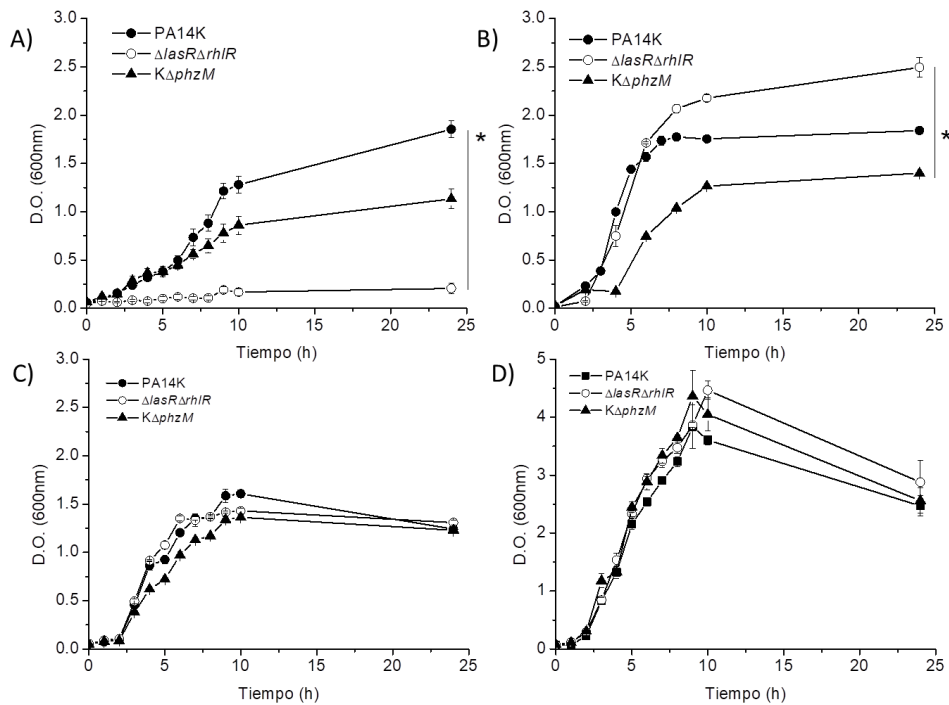 A)
3.0
2.5
2.0
1.5
1.0
0.5
0.0
D.O. (600nm)
PA14K
ΔlasRΔrhlR
KΔphzM
*
0 5 10 15 20 25
Tiempo (h)
B)
3.0
2.5
2.0
1.5
1.0
0.5
0.0
D.O. (600nm)
PA14K
ΔlasRΔrhlR
KΔphzM
*
0 5 10 15 20 25
Tiempo (h)
C)
3.0
2.5
2.0
1.5
1.0
0.5
0.0
D.O. (600nm)
PA14K
ΔlasRΔrhlR
KΔphzM
0 5 10 15 20 25
Tiempo (h)
D)
5
4
3
2
1
0
D.O. (600nm)
PA14K
ΔlasRΔrhlR
KΔphzM
0 5 10 15 20 25
Tiempo (h)